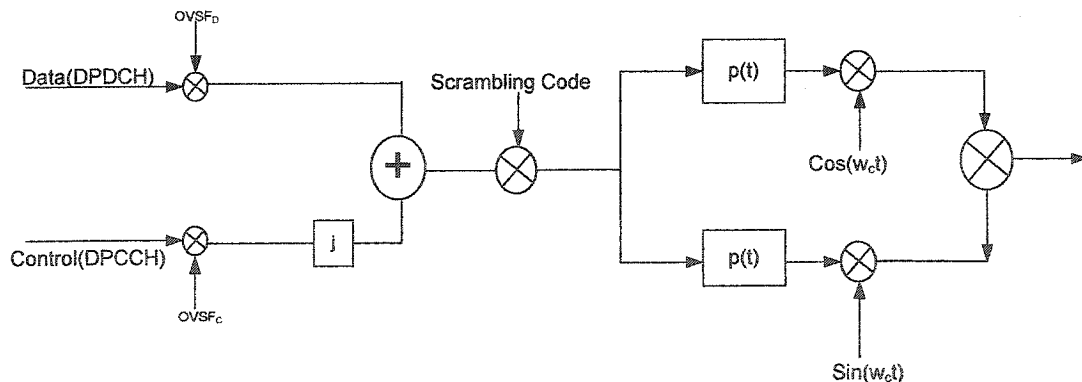 OVSF_D
Data(DPDCH)
Scrambling Code
+
p(t)
Cos(w_ct)
Control(DPCCH)
j
OVSF_C
p(t)
Sin(w_ct)